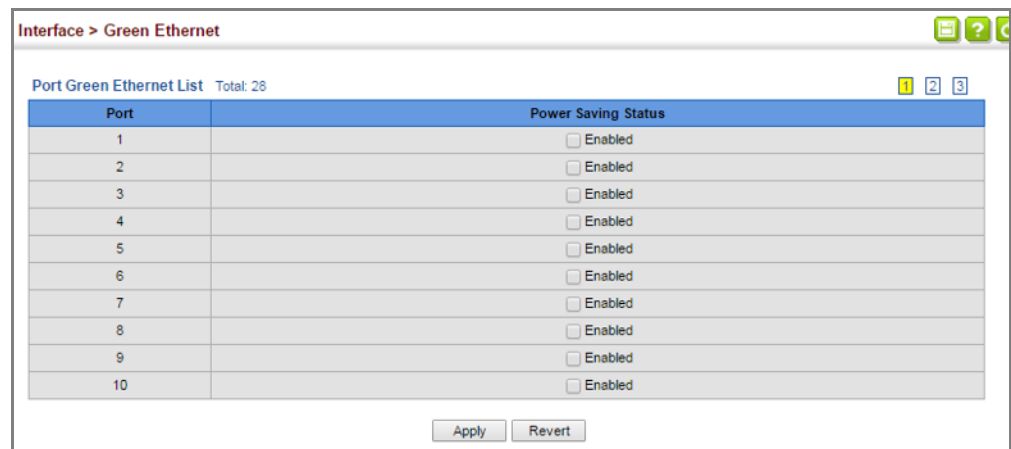 Interface > Green Ethernet
?
Port Green Ethernet List Total: 28 1 2 3
Port Power Saving Status
1 Enabled
2 Enabled
3 Enabled
4 Enabled
5 Enabled
6 Enabled
7 Enabled
8 Enabled
9 Enabled
10 Enabled
Apply Revert